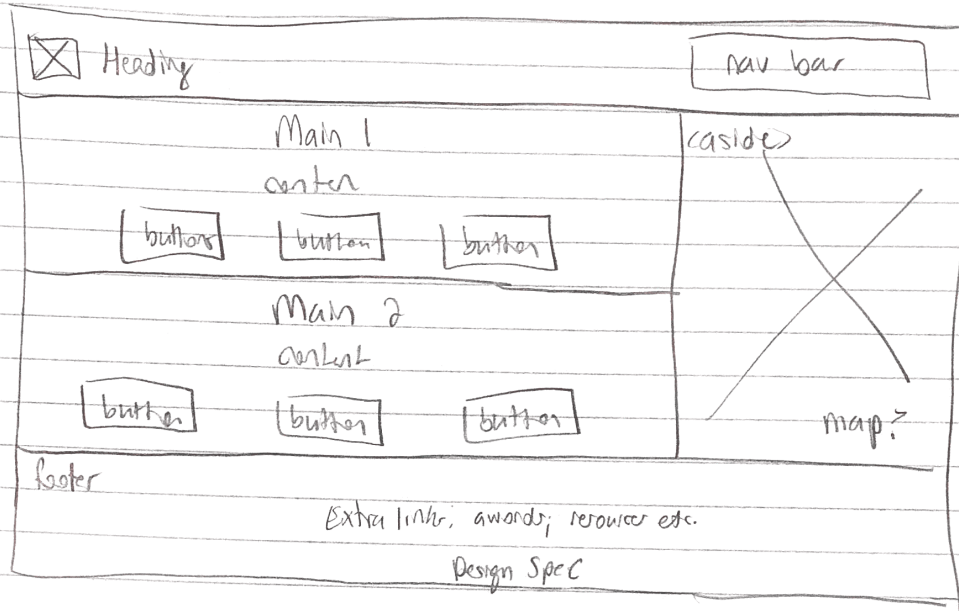 Heading
nav bar
Main 1
<aside>
conten
button button button
Main 2
content
button button button
map?
footer
Extra links, awards, resources etc.
Design Spec